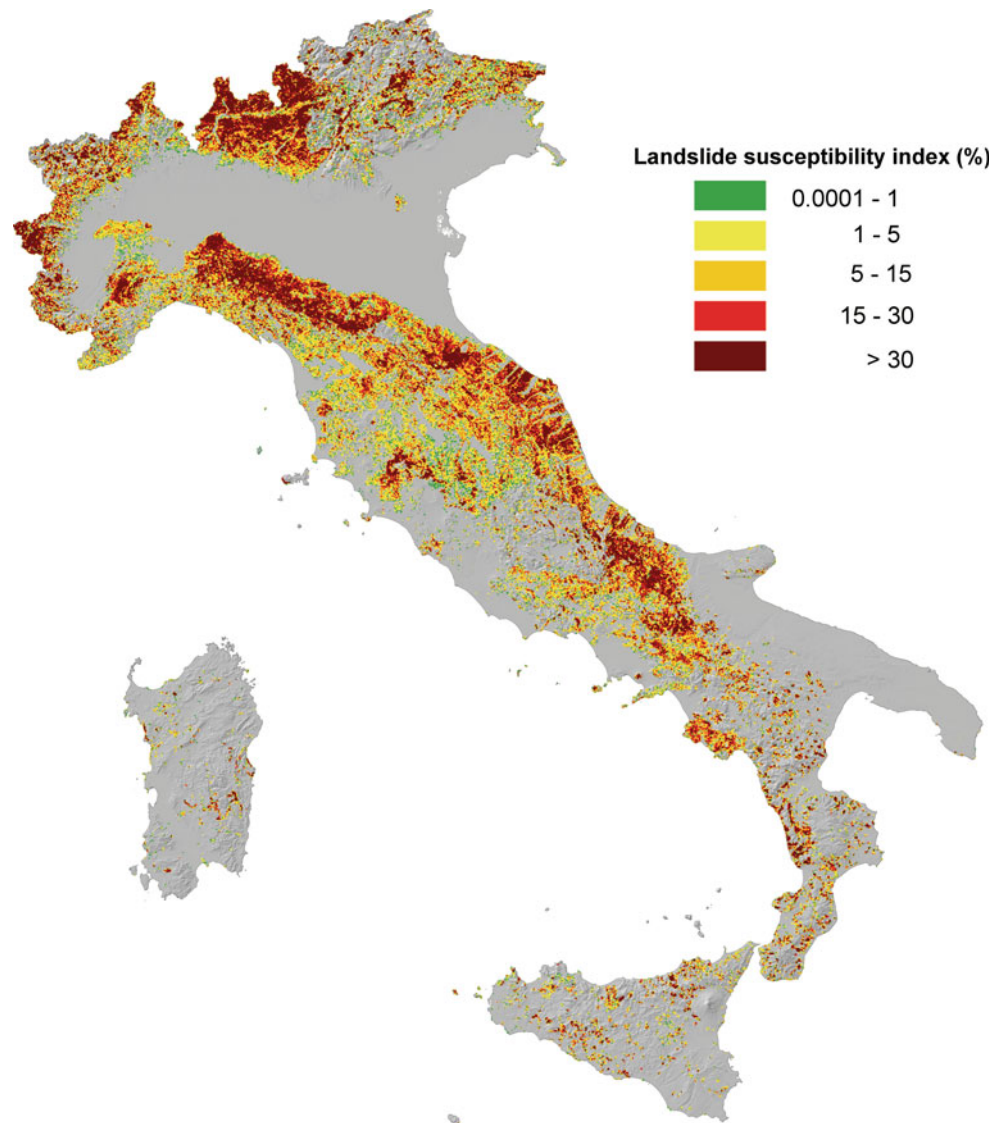 Landslide susceptibility index (%)
0.0001 - 1
1 - 5
5 - 15
15 - 30
> 30